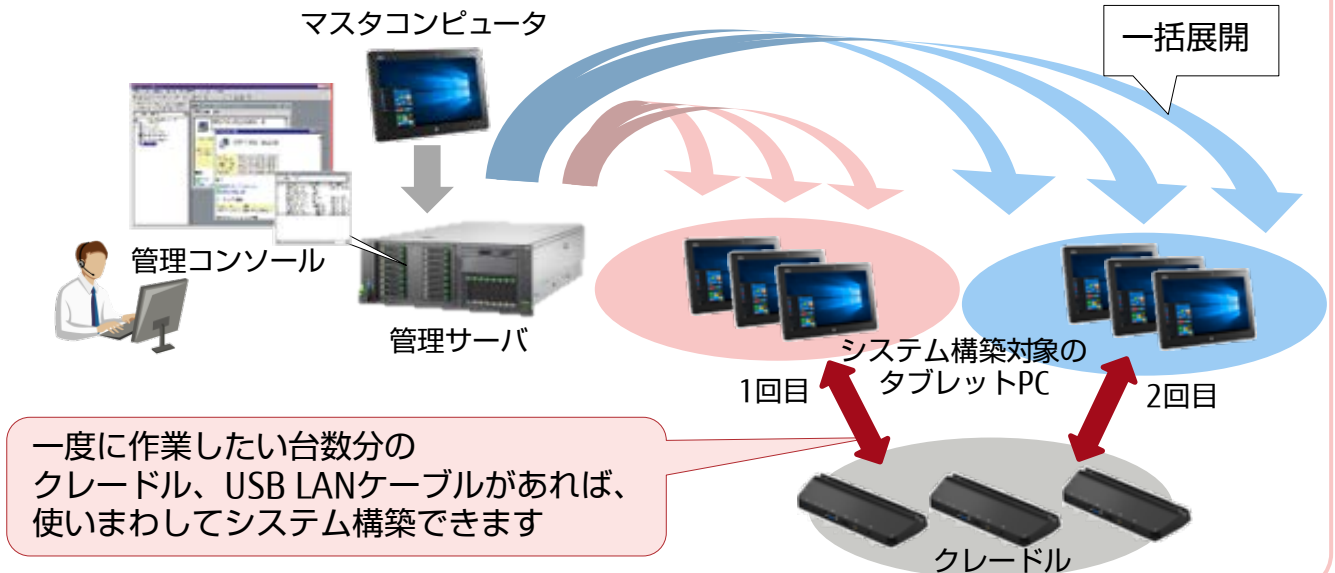 マスタコンピュータ
一括展開
管理コンソール
管理サーバ
システム構築対象の
タブレットPC
1回目
2回目
一度に作業したい台数分の
クレードル、USB LANケーブルがあれば、
使いまわしてシステム構築できます
クレードル